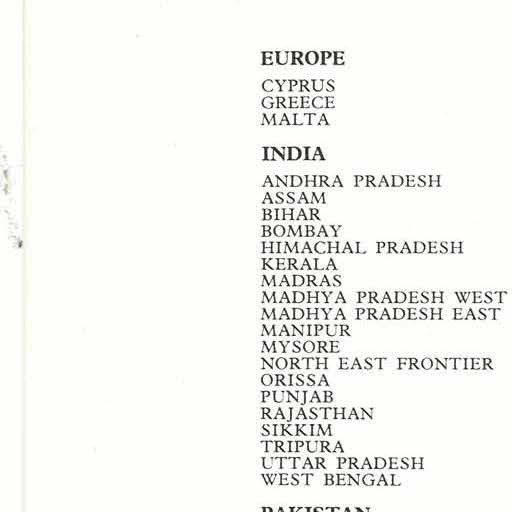 EUROPE
CYPRUS
GREECE
MALTA
INDIA
ANDHRA PRADESH
ASSAM
BIHAR
BOMBAY
HIMACHAL PRADESH
KERALA
MADRAS
MADHYA PRADESH WEST
MADHYA PRADESH EAST
MANIPUR
MYSORE
NORTH EAST FRONTIER
ORISSA
PUNJAB
RAJASTHAN
SIKKIM
TRIPURA
UTTAR PRADESH
WEST BENGAL
PAKISTAN